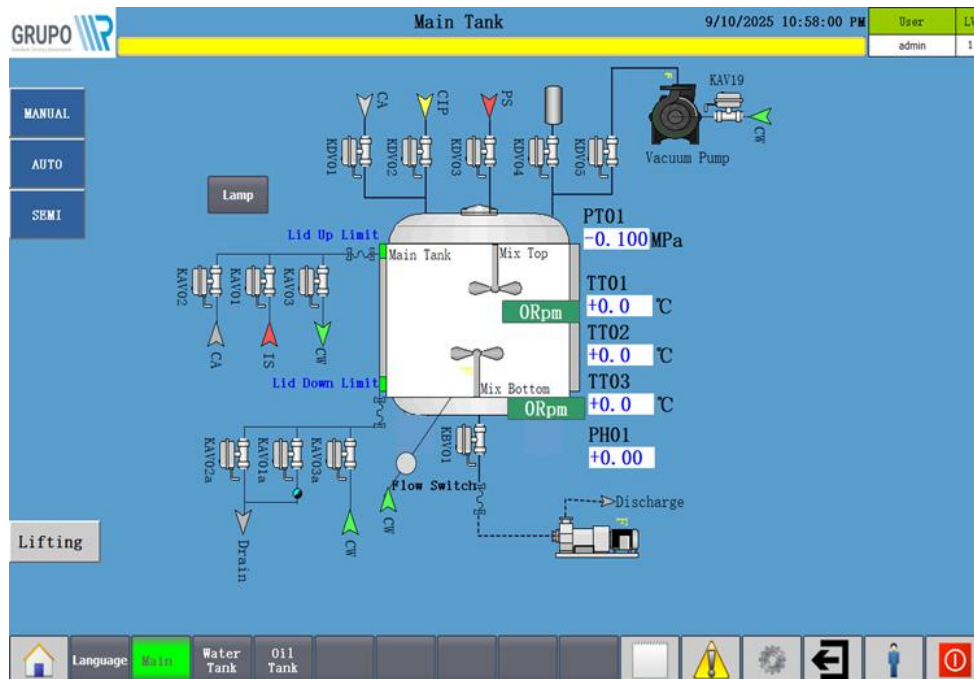 GRUPO
Main Tank
9/10/2025 10:58:00 PM
User
LV
admin
1
MANUAL
AUTO
SEMI
CA
CIP
PS
KAV19
CW
F
Vacuum Pump
KDV01
KDV02
KDV03
KDV04
KDV05
Lamp
PT01
-0.100 MPa
Lid Up Limit
Main Tank
Mix Top
0Rpm
TT01
+0.0 ℃
KAV02
KAV01
KAV03
CA
IS
CW
TT02
+0.0 ℃
Lid Down Limit
F
Mix Bottom
0Rpm
TT03
+0.0 ℃
PH01
+0.00
KAV02a
KAV01a
KAV03a
KBV01
Flow Switch
Drain
CW
CW
Discharge
F
Lifting
Language
Main
Water
Tank
Oil
Tank